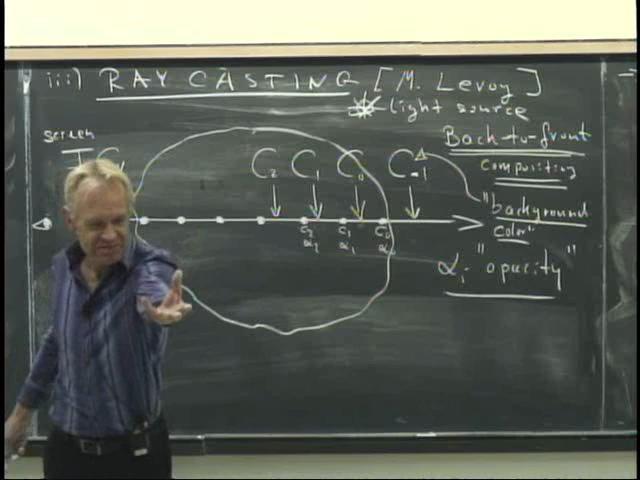 iii) RAY CASTING [M. Levoy]
light source
screen
Back-to-front
compositing
C₂ C₁ C₀ C₋₁
"background
color"
c₂ c₁ c₀
α₂ α₁ α₀
αᵢ - "opacity"